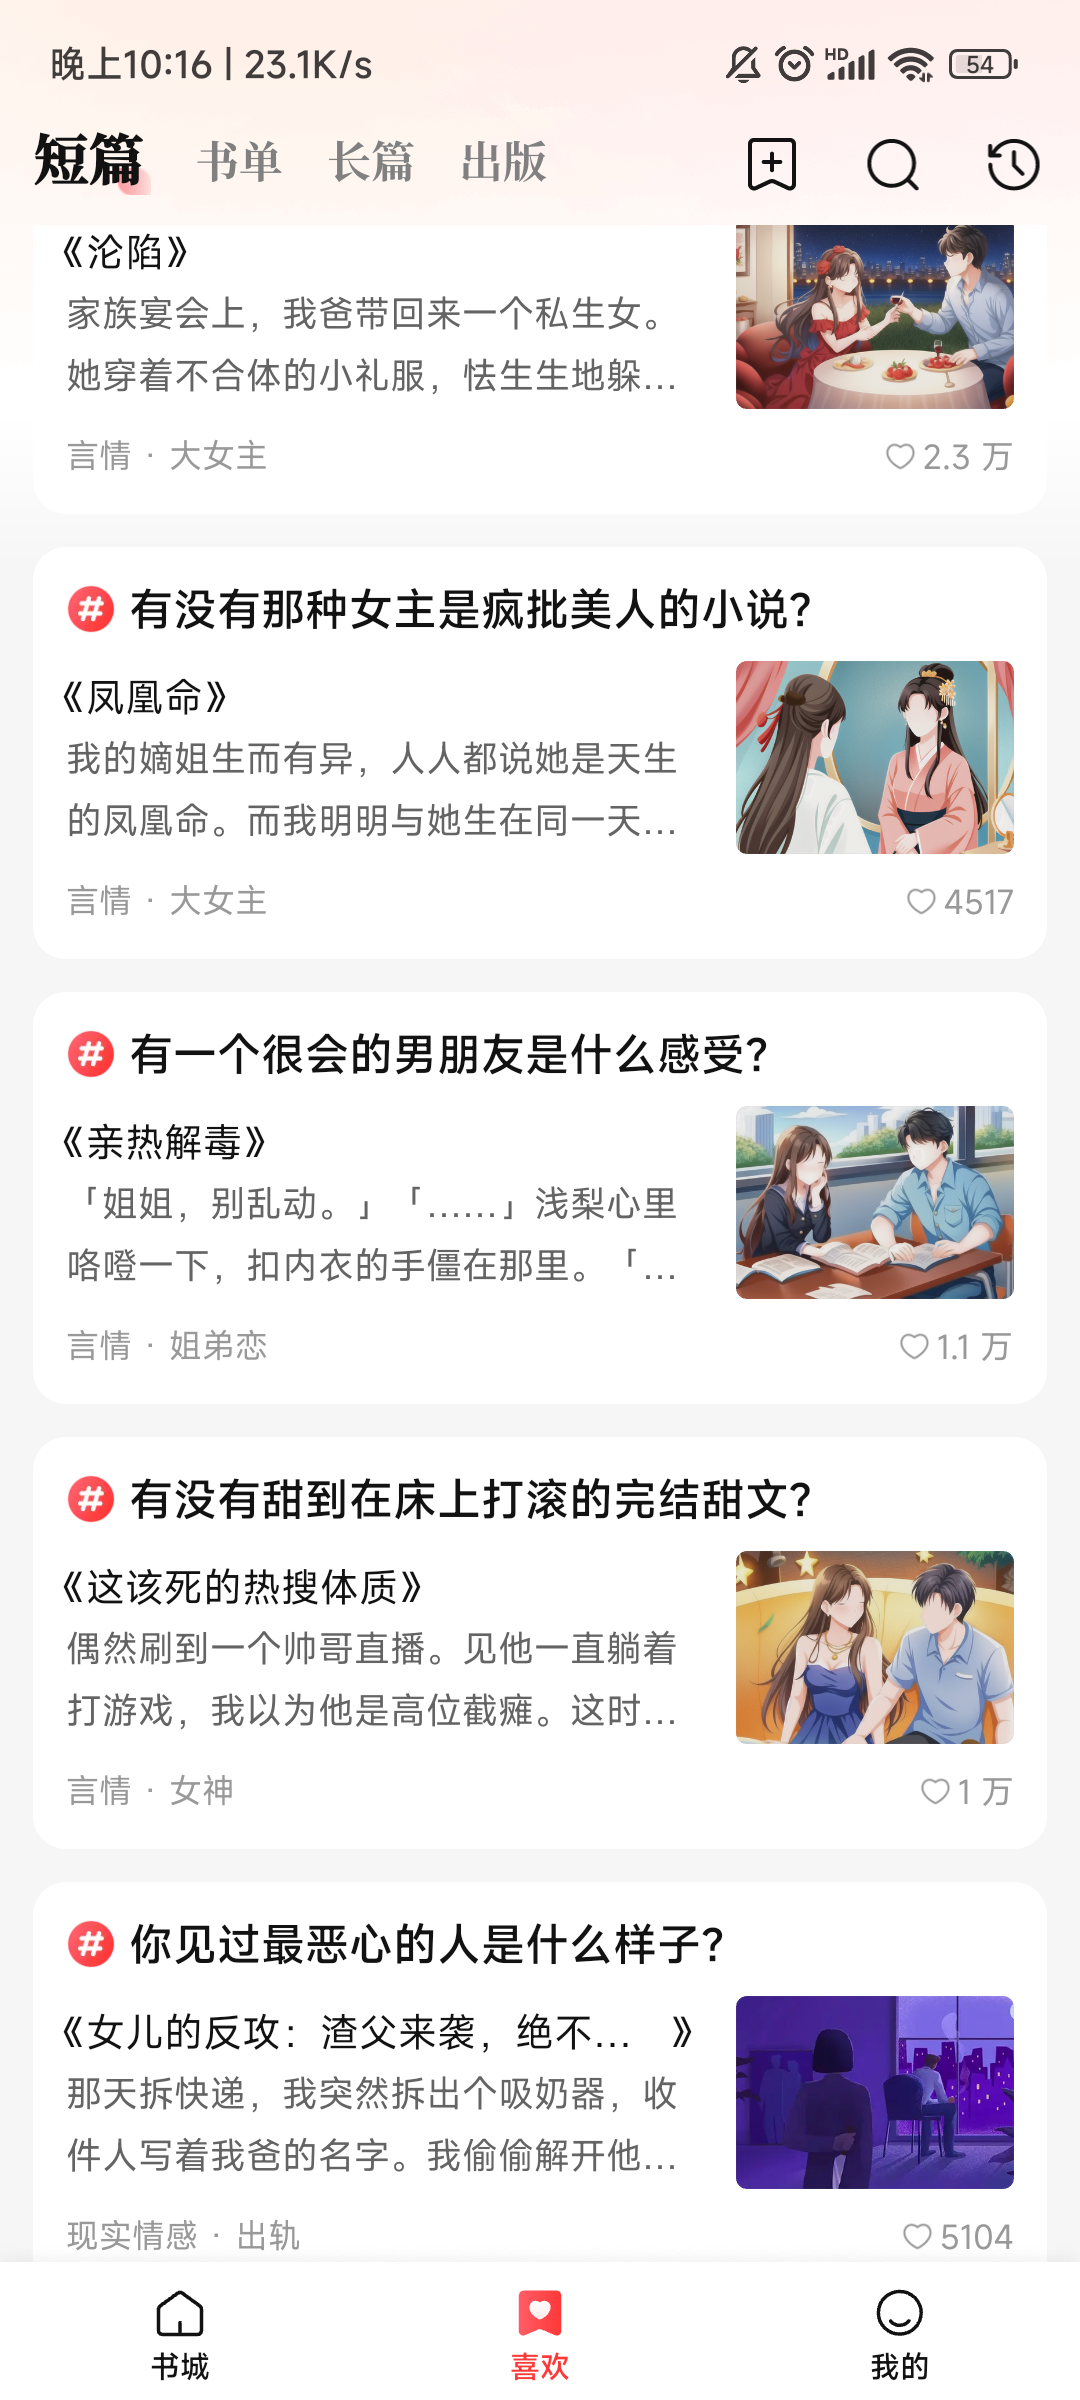 晚上10:16 | 23.1K/s
HD
54
短篇 书单 长篇 出版
《沦陷》
家族宴会上，我爸带回来一个私生女。
她穿着不合体的小礼服，怯生生地躲...
言情 · 大女主
2.3 万
# 有没有那种女主是疯批美人的小说？
《凤凰命》
我的嫡姐生而有异，人人都说她是天生
的凤凰命。而我明明与她生在同一天...
言情 · 大女主
4517
# 有一个很会的男朋友是什么感受？
《亲热解毒》
「姐姐，别乱动。」「......」浅梨心里
咯噔一下，扣内衣的手僵在那里。「...
言情 · 姐弟恋
1.1 万
# 有没有甜到在床上打滚的完结甜文？
《这该死的热搜体质》
偶然刷到一个帅哥直播。见他一直躺着
打游戏，我以为他是高位截瘫。这时...
言情 · 女神
1 万
# 你见过最恶心的人是什么样子？
《女儿的反攻：渣父来袭，绝不... 》
那天拆快递，我突然拆出个吸奶器，收
件人写着我爸的名字。我偷偷解开他...
现实情感 · 出轨
5104
书城 喜欢 我的